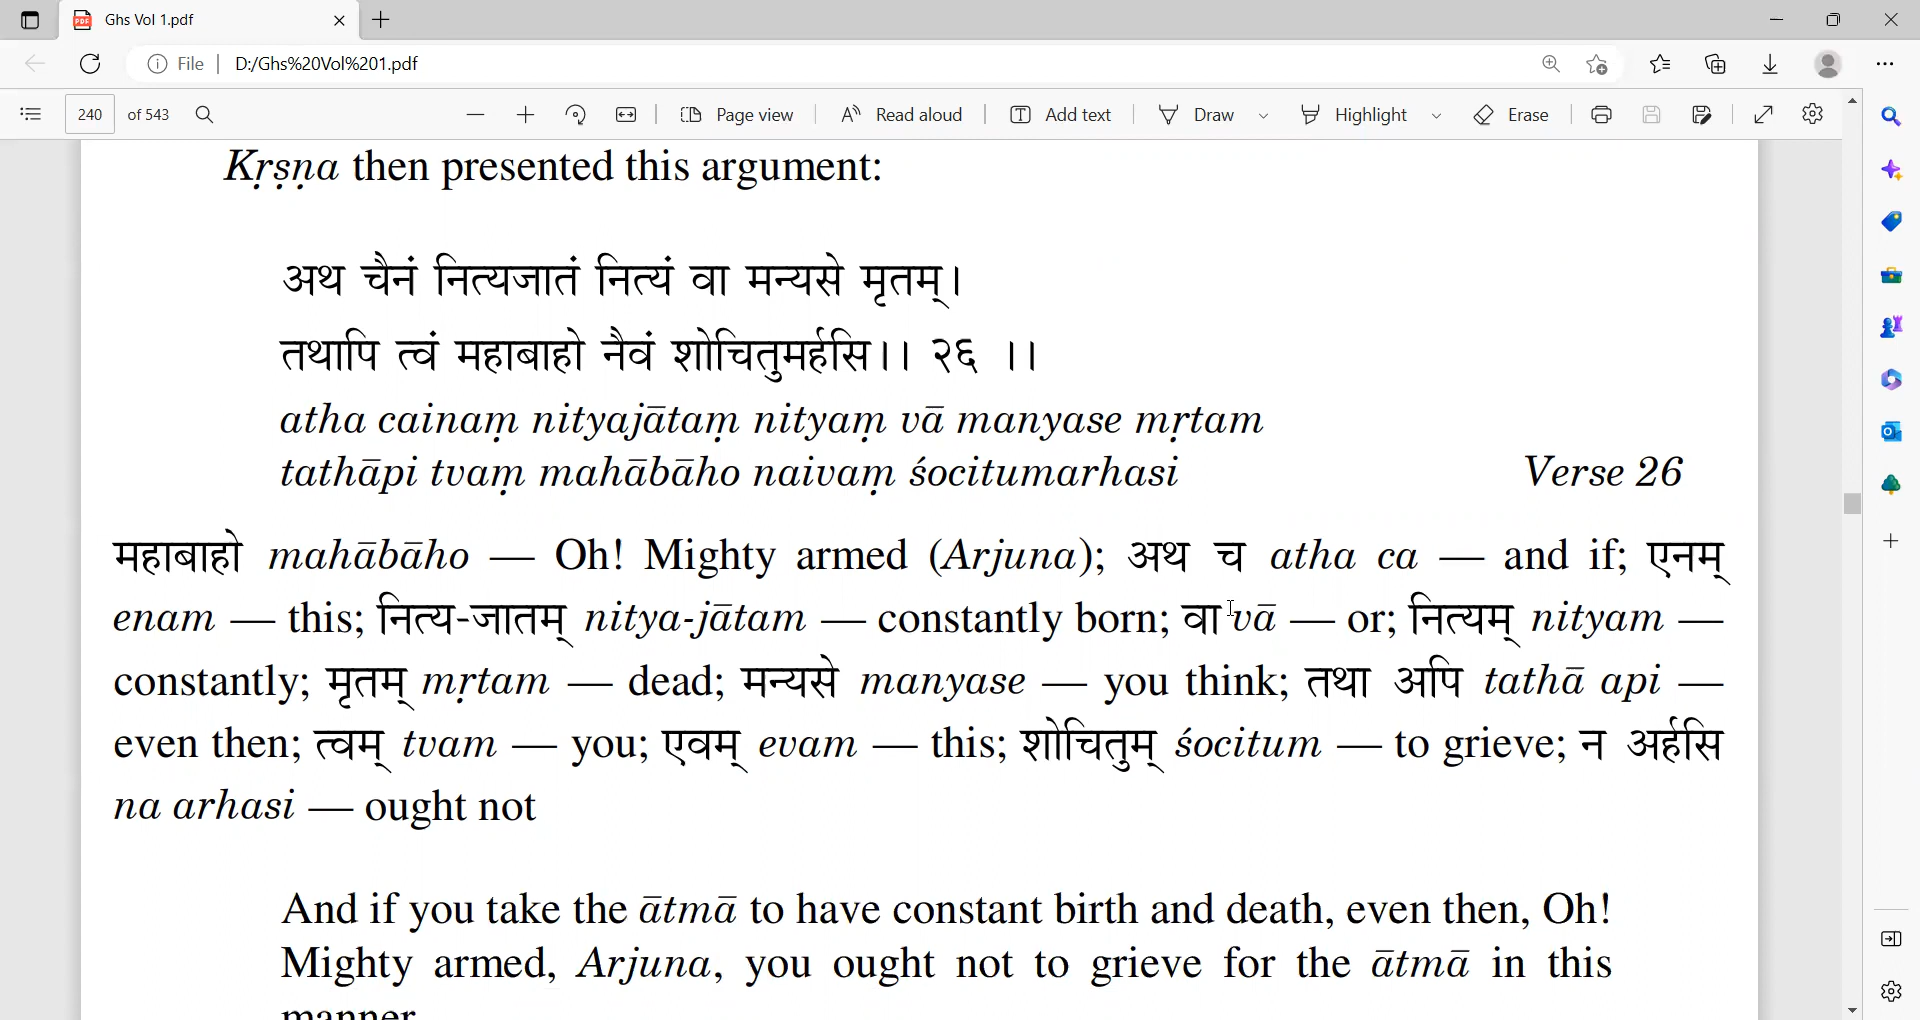 Ghs Vol 1.pdf
File | D:/Ghs%20Vol%201.pdf
240 of 543 Page view Read aloud Add text Draw Highlight Erase
Kṛṣṇa then presented this argument:
अथ चैनं नित्यजातं नित्यं वा मन्यसे मृतम्।
तथापि त्वं महाबाहो नैवं शोचितुमर्हसि।। २६ ।।
atha cainaṃ nityajātaṃ nityaṃ vā manyase mṛtam
tathāpi tvaṃ mahābāho naivaṃ śocitumarhasi Verse 26
महाबाहो mahābāho — Oh! Mighty armed (Arjuna); अथ च atha ca — and if; एनम्
enam — this; नित्य-जातम् nitya-jātam — constantly born; वा vā — or; नित्यम् nityam —
constantly; मृतम् mṛtam — dead; मन्यसे manyase — you think; तथा अपि tathā api —
even then; त्वम् tvam — you; एवम् evam — this; शोचितुम् śocitum — to grieve; न अर्हसि
na arhasi — ought not
And if you take the ātmā to have constant birth and death, even then, Oh!
Mighty armed, Arjuna, you ought not to grieve for the ātmā in this
manner